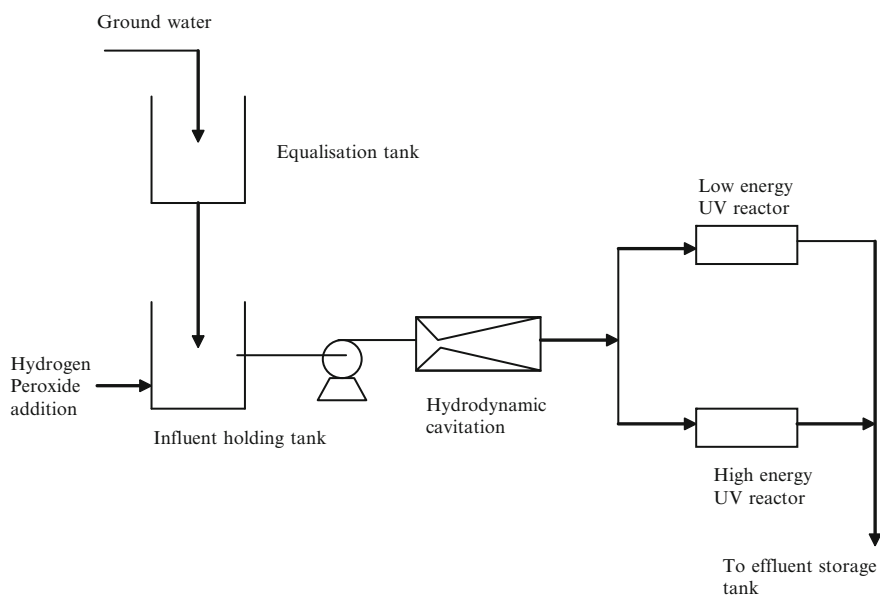 Ground water
Equalisation tank
Low energy
UV reactor
Hydrogen
Peroxide
addition
Influent holding tank
Hydrodynamic
cavitation
High energy
UV reactor
To effluent storage
tank